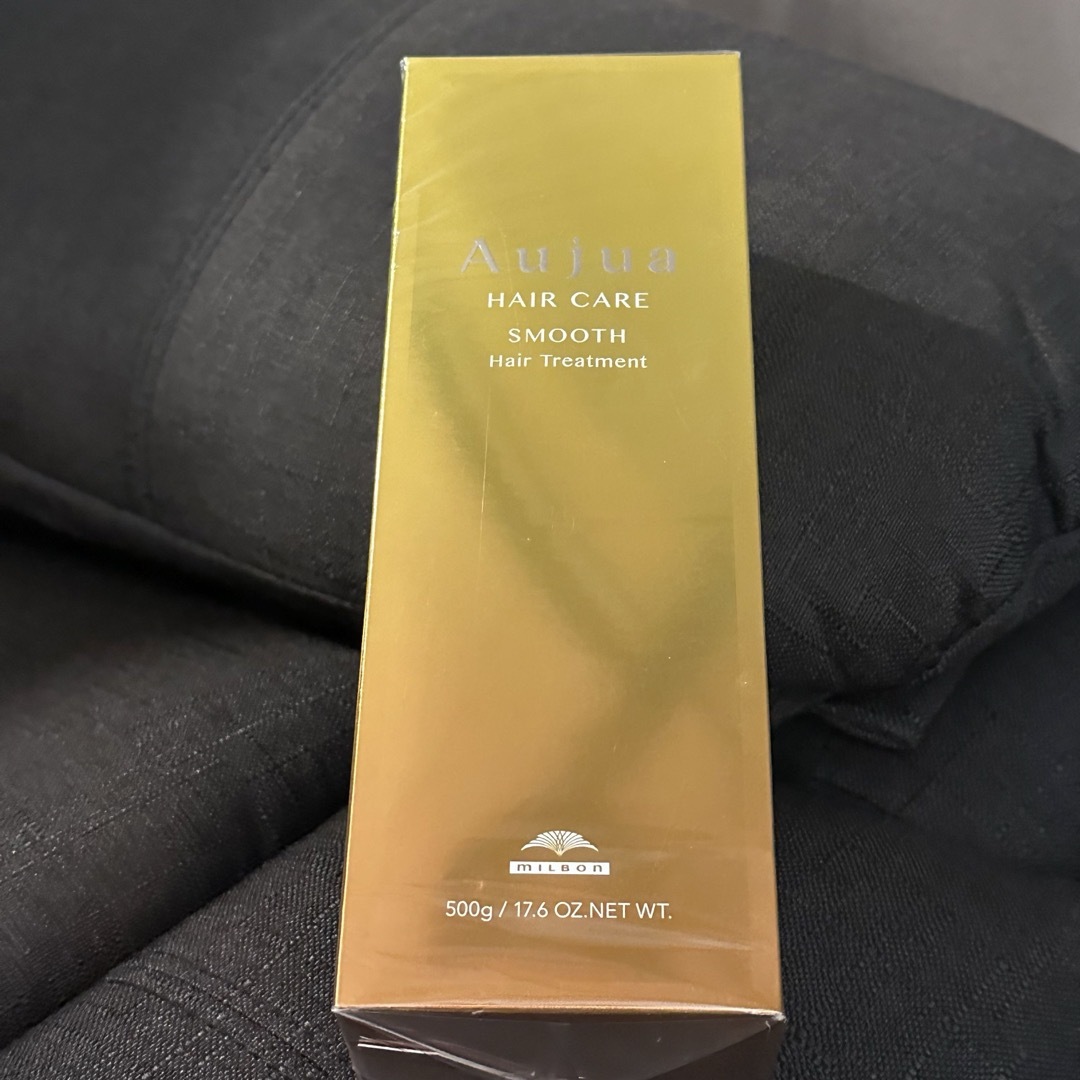 Aujua
HAIR CARE
SMOOTH
Hair Treatment
MILBON
500g / 17.6 OZ.NET WT.